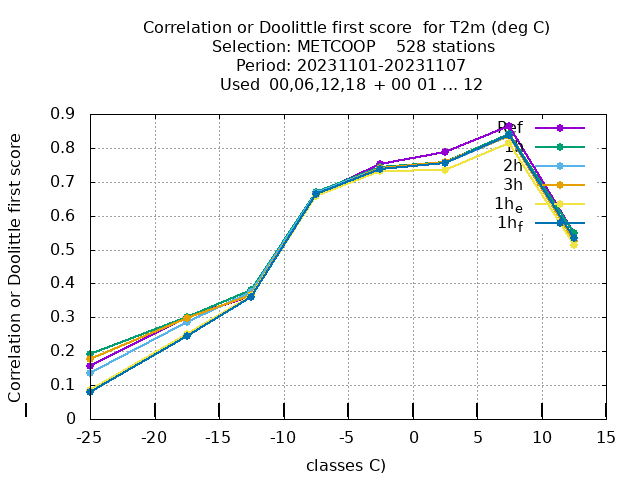 Correlation or Doolittle first score  for T2m (deg C)
Selection: METCOOP    528 stations
Period: 20231101-20231107
Used  00,06,12,18  + 00 01 ... 12
Correlation or Doolittle first score
0.9
0.8
0.7
0.6
0.5
0.4
0.3
0.2
0.1
0
Ref
1h
2h
3h
1h_e
1h_f
-25 -20 -15 -10 -5 0 5 10 15
classes C)